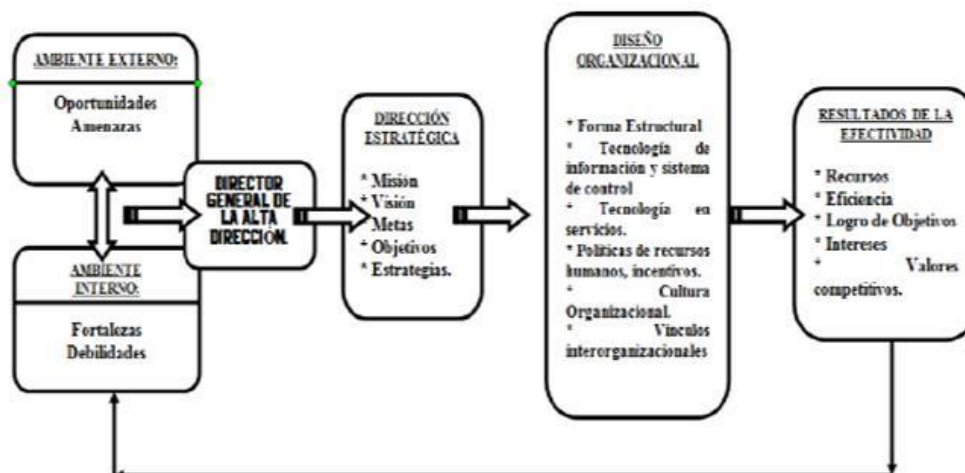 AMBIENTE EXTERNO:
Oportunidades
Amenazas
AMBIENTE
INTERNO:
Fortalezas
Debilidades
DIRECTOR
GENERAL DE
LA ALTA
DIRECCIÓN.
DIRECCIÓN
ESTRATÉGICA
* Misión
* Visión
* Metas
* Objetivos
* Estrategias.
DISEÑO
ORGANIZACIONAL
* Forma Estructural
* Tecnología de
información y sistema
de control
* Tecnología en
servicios.
* Políticas de recursos
humanos, incentivos.
* Cultura
Organizacional.
* Vínculos
interorganizacionales
RESULTADOS DE LA
EFECTIVIDAD
* Recursos
* Eficiencia
* Logro de Objetivos
* Intereses
* Valores
competitivos.